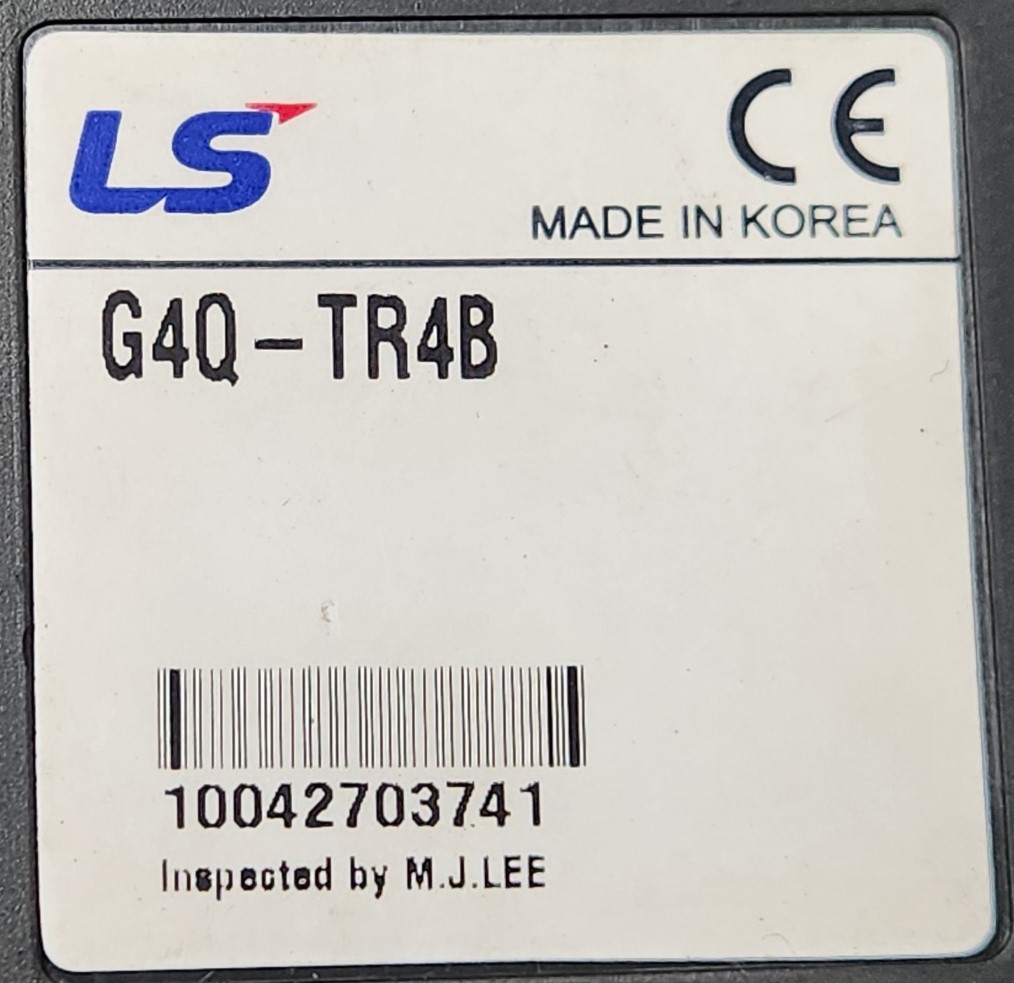 LS
CE
MADE IN KOREA
G4Q-TR4B
10042703741
Inspected by M.J.LEE